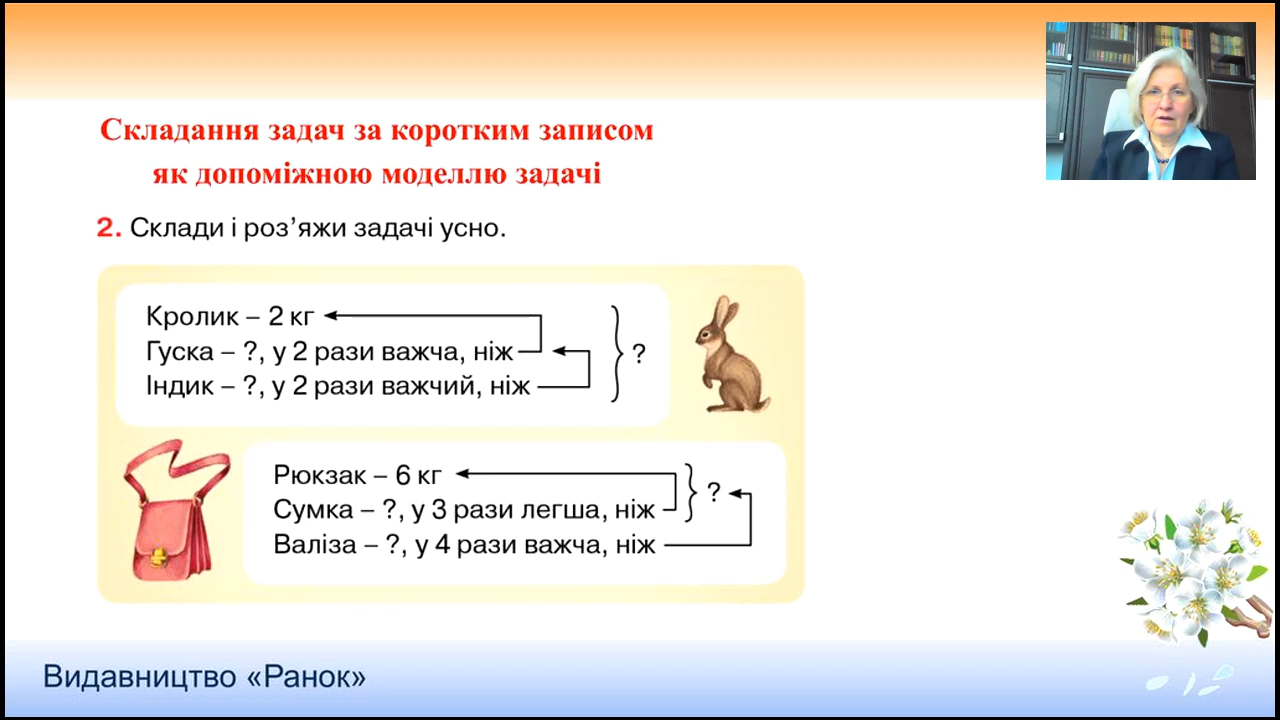 Складання задач за коротким записом
як допоміжною моделлю задачі
2. Склади і роз’яжи задачі усно.
Кролик – 2 кг
Гуска – ?, у 2 рази важча, ніж
Індик – ?, у 2 рази важчий, ніж
?
Рюкзак – 6 кг
Сумка – ?, у 3 рази легша, ніж
?
Валіза – ?, у 4 рази важча, ніж
Видавництво «Ранок»